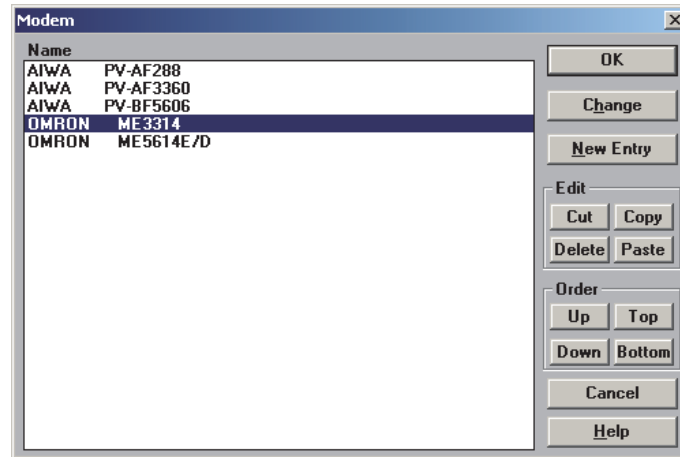 Modem
Name
AIWA PV-AF288
AIWA PV-AF3360
AIWA PV-BF5606
OMRON ME3314
OMRON ME5614E/D
OK
Change
New Entry
Edit
Cut Copy
Delete Paste
Order
Up Top
Down Bottom
Cancel
Help